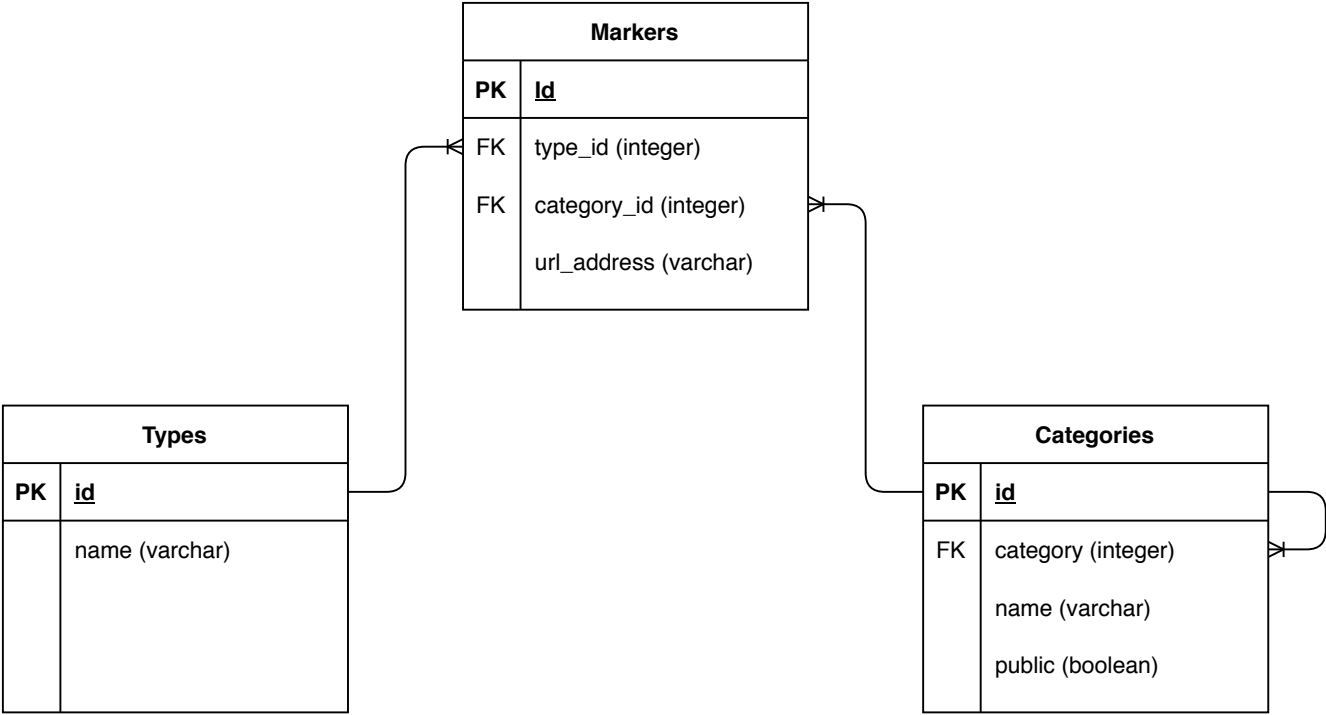 Markers
PK Id
FK type_id (integer)
FK category_id (integer)
url_address (varchar)
Types
PK id
name (varchar)
Categories
PK id
FK category (integer)
name (varchar)
public (boolean)